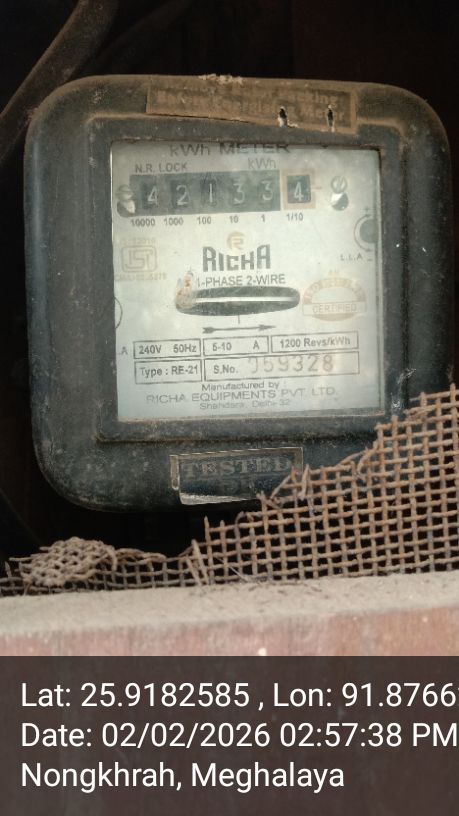 kWh METER
N.R. LOCK kWh
4 2 1 3 3 4
10000 1000 100 10 1 1/10
RICHA
1-PHASE 2-WIRE
L.L.A
CERTIFIED
240V 50Hz 5-10 A 1200 Revs/kWh
Type : RE-21 S.No. 059328
Manufactured by
RICHA EQUIPMENTS PVT. LTD.
Shahdara, Delhi-32
TESTED
Lat: 25.9182585 , Lon: 91.8766
Date: 02/02/2026 02:57:38 PM
Nongkhrah, Meghalaya